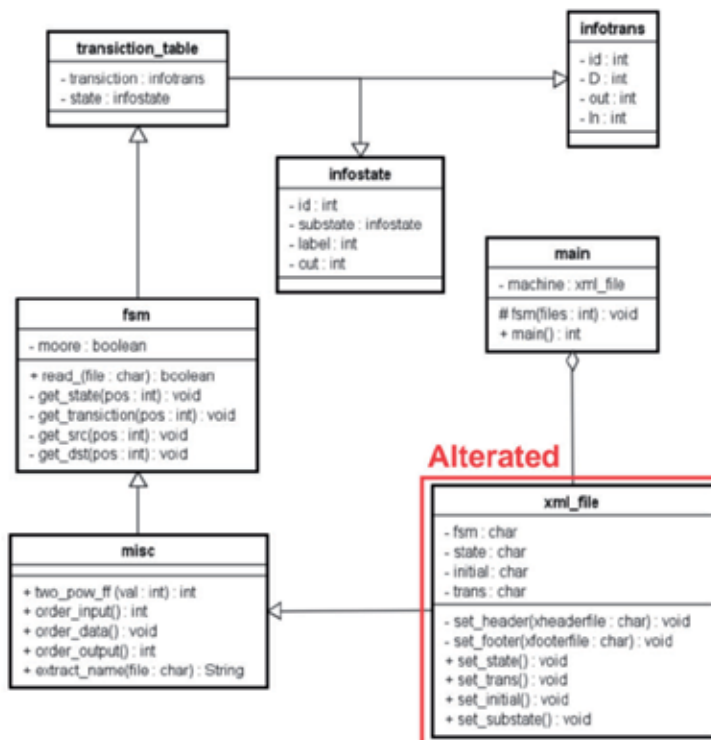 transiction_table
- transiction : infotrans
- state : infostate
infotrans
- id : int
- D : int
- out : int
- In : int
infostate
- id : int
- substate : infostate
- label : int
- out : int
main
- machine : xml_file
# fsm(files : int) : void
+ main() : int
fsm
- moore : boolean
+ read_(file : char) : boolean
- get_state(pos : int) : void
- get_transiction(pos : int) : void
- get_src(pos : int) : void
- get_dst(pos : int) : void
Alterated
xml_file
- fsm : char
- state : char
- initial : char
- trans : char
- set_header(xheaderfile : char) : void
- set_footer(xfooterfile : char) : void
+ set_state() : void
+ set_trans() : void
+ set_initial() : void
+ set_substate() : void
misc
+ two_pow_ff (val : int) : int
+ order_input() : int
+ order_data() : void
+ order_output() : int
+ extract_name(file : char) : String